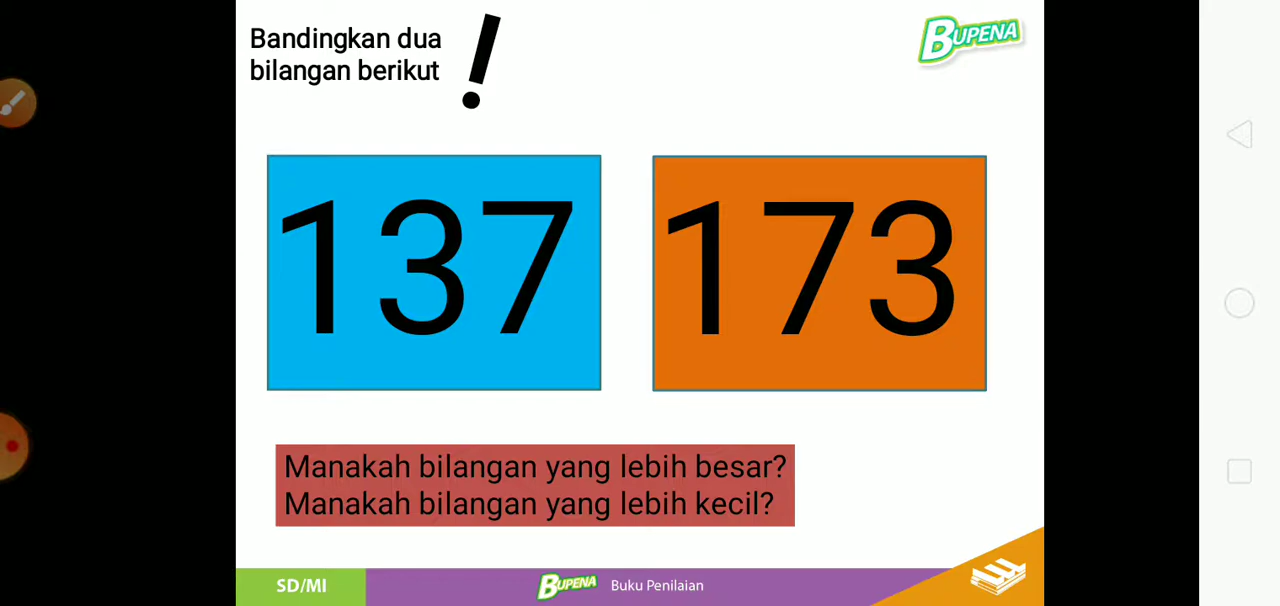 Bandingkan dua
bilangan berikut !
BUPENA
137
173
Manakah bilangan yang lebih besar?
Manakah bilangan yang lebih kecil?
SD/MI
BUPENA
Buku Penilaian